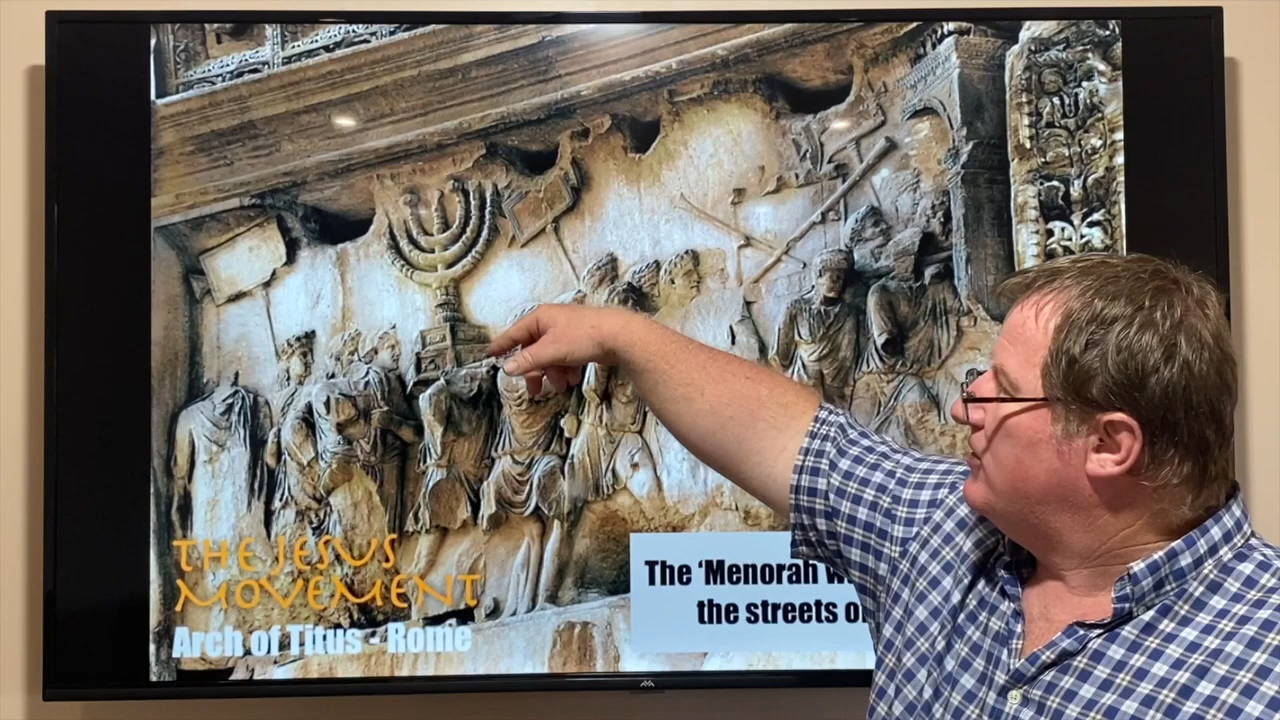 THE JESUS
MOVEMENT
Arch of Titus - Rome
The ‘Menorah
the streets